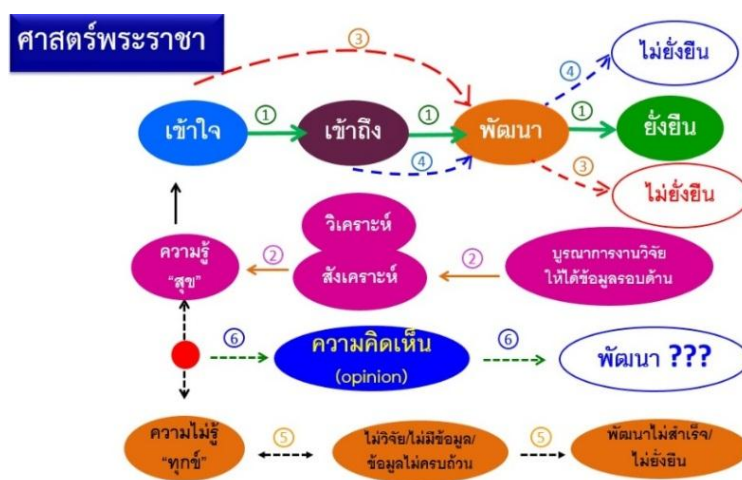 ศาสตร์พระราชา
③
ไม่ยั่งยืน
④
เข้าใจ
①
เข้าถึง
①
พัฒนา
①
ยั่งยืน
④
③
ไม่ยั่งยืน
ความรู้
“สุข”
②
วิเคราะห์
สังเคราะห์
②
บูรณาการงานวิจัย
ให้ได้ข้อมูลรอบด้าน
⑥
ความคิดเห็น
(opinion)
⑥
พัฒนา ???
ความไม่รู้
“ทุกข์”
⑤
ไม่วิจัย/ไม่มีข้อมูล/
ข้อมูลไม่ครบถ้วน
⑤
พัฒนาไม่สำเร็จ/
ไม่ยั่งยืน